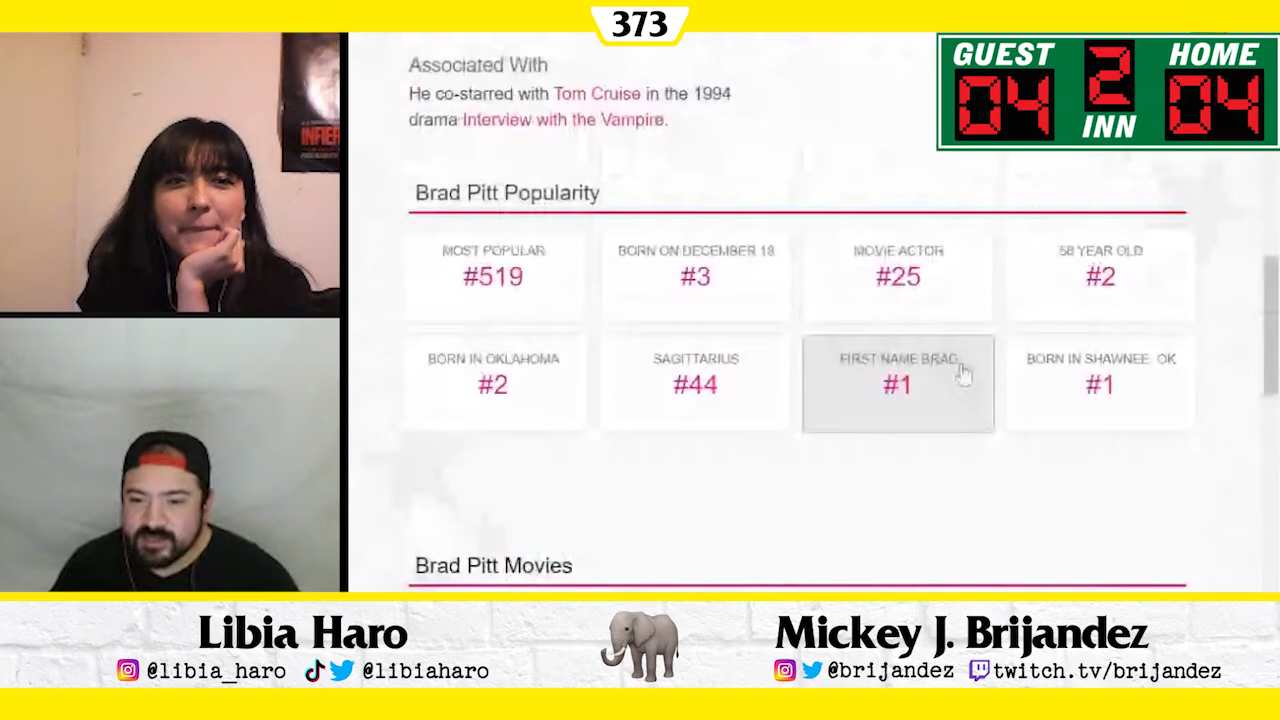 373
GUEST
04
2
INN
HOME
04
INFIER
Associated With
He co-starred with Tom Cruise in the 1994
drama Interview with the Vampire.
Brad Pitt Popularity
MOST POPULAR
#519
BORN ON DECEMBER 18
#3
MOVIE ACTOR
#25
58 YEAR OLD
#2
BORN IN OKLAHOMA
#2
SAGITTARIUS
#44
FIRST NAME BRAD
#1
BORN IN SHAWNEE, OK
#1
Brad Pitt Movies
Libia Haro
@libia_haro
@libiaharo
Mickey J. Brijandez
@brijandez
twitch.tv/brijandez